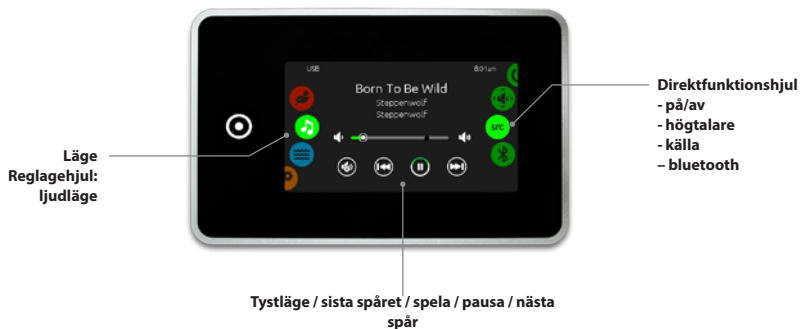 USB
8:01am
Born To Be Wild
Steppenwolf
Steppenwolf
src
Direktfunktionshjul
- på/av
- högtalare
- källa
– bluetooth
Läge
Reglagehjul:
ljudläge
Tystläge / sista spåret / spela / pausa / nästa
spår